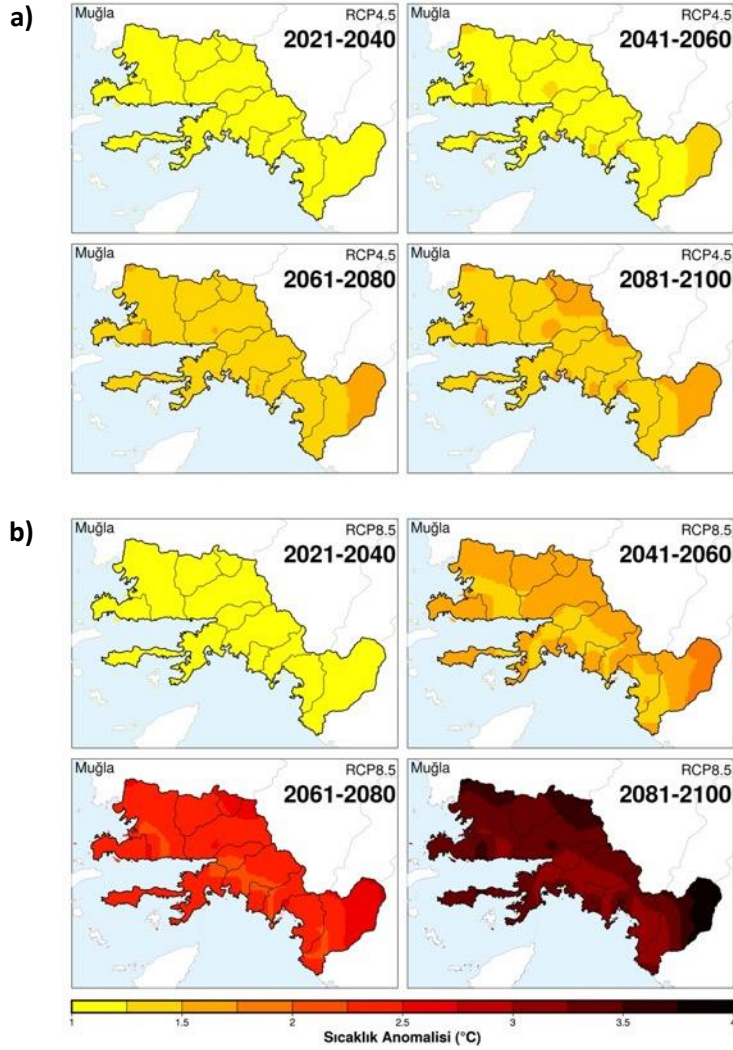 a)
Muğla
RCP4.5
2021-2040
Muğla
RCP4.5
2041-2060
Muğla
RCP4.5
2061-2080
Muğla
RCP4.5
2081-2100
b)
Muğla
RCP8.5
2021-2040
Muğla
RCP8.5
2041-2060
Muğla
RCP8.5
2061-2080
Muğla
RCP8.5
2081-2100
1 1.5 2 2.5 3 3.5 4
Sıcaklık Anomalisi (°C)